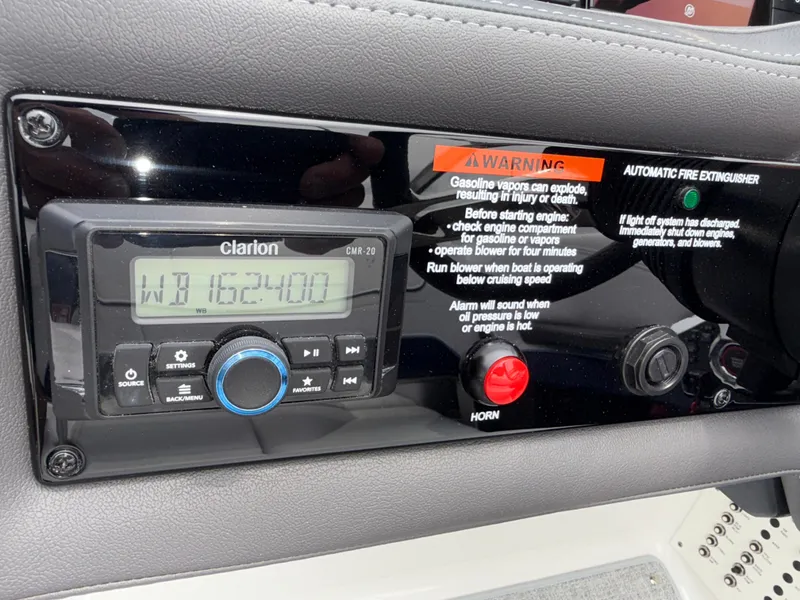 Clarion
CMR-20
WB 162.400
WB
SOURCE
SETTINGS
BACK/MENU
FAVORITES
WARNING
Gasoline vapors can explode,
resulting in injury or death.
Before starting engine:
• check engine compartment
for gasoline or vapors
• operate blower for four minutes
Run blower when boat is operating
below cruising speed
Alarm will sound when
oil pressure is low
or engine is hot.
HORN
AUTOMATIC FIRE EXTINGUISHER
If light off system has discharged.
Immediately shut down engines,
generators, and blowers.